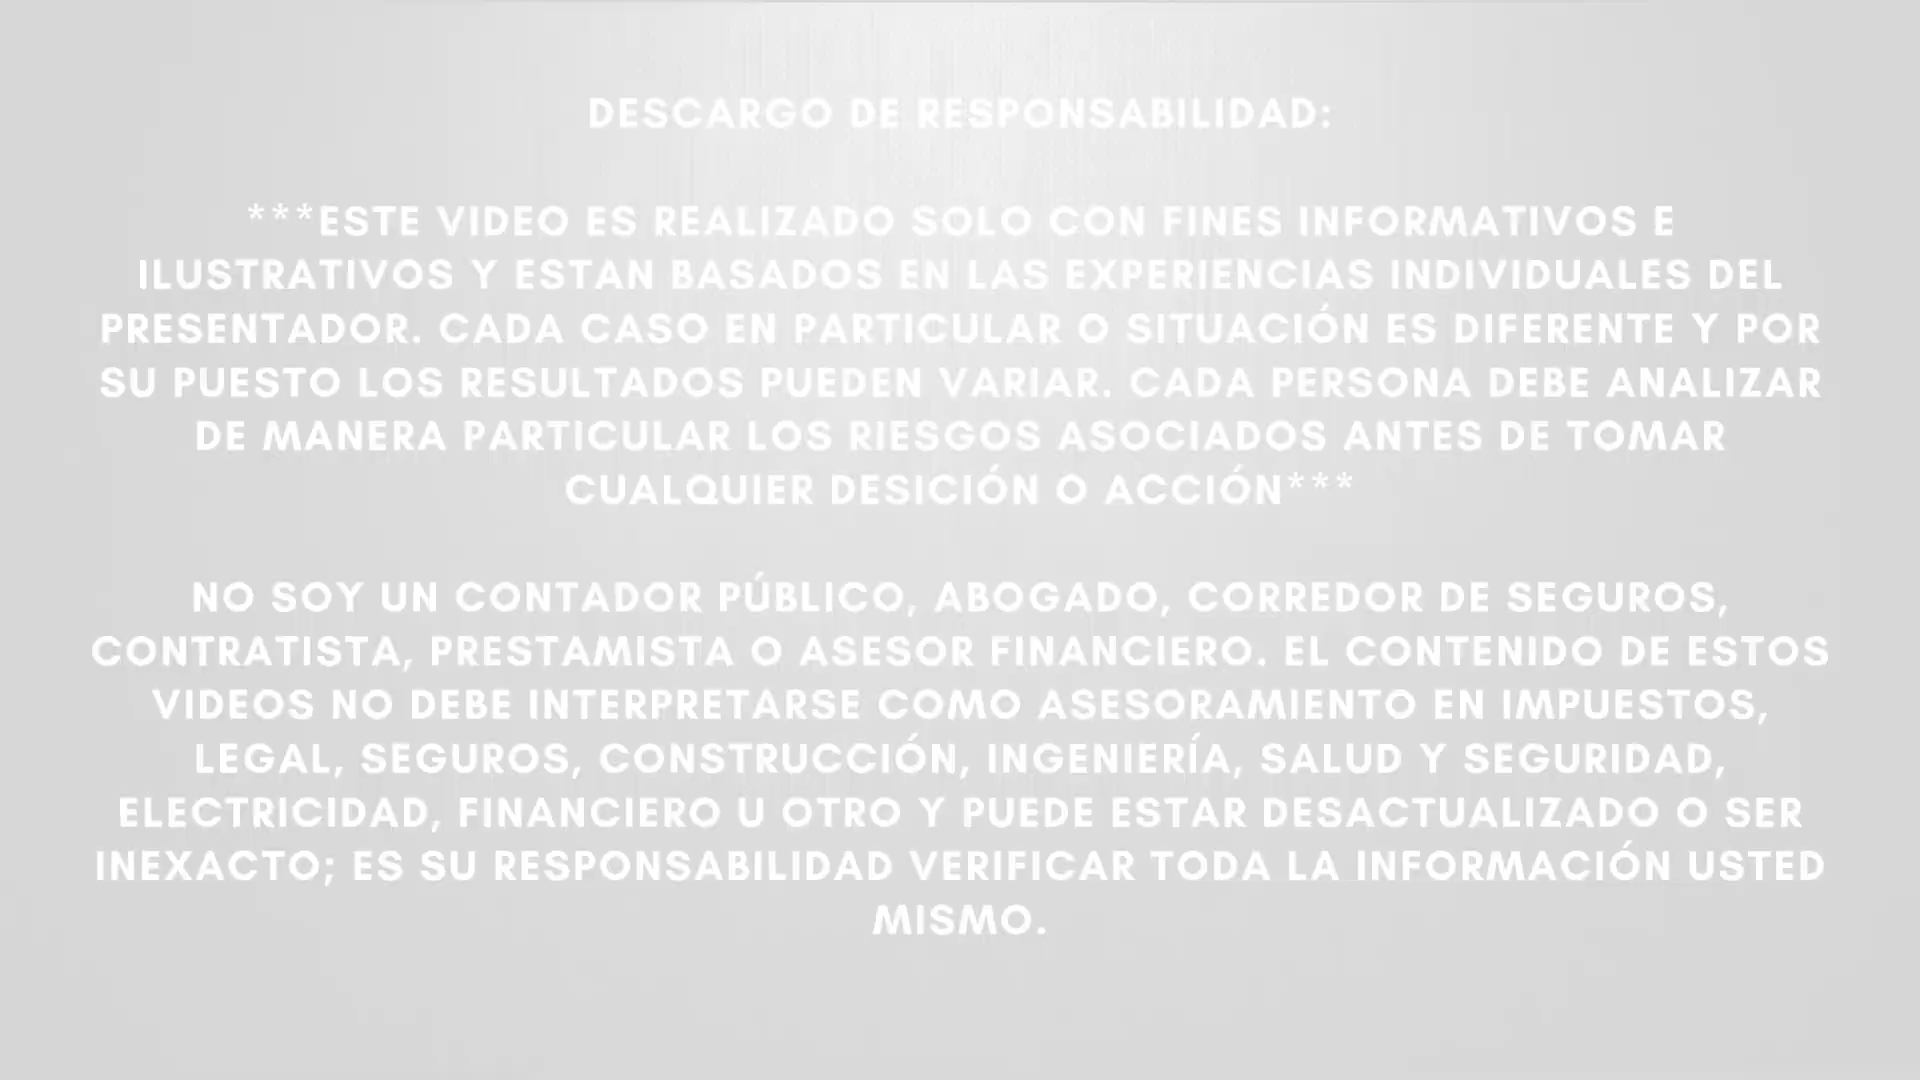 DESCARGO DE RESPONSABILIDAD:
***ESTE VIDEO ES REALIZADO SOLO CON FINES INFORMATIVOS E
ILUSTRATIVOS Y ESTAN BASADOS EN LAS EXPERIENCIAS INDIVIDUALES DEL
PRESENTADOR. CADA CASO EN PARTICULAR O SITUACIÓN ES DIFERENTE Y POR
SU PUESTO LOS RESULTADOS PUEDEN VARIAR. CADA PERSONA DEBE ANALIZAR
DE MANERA PARTICULAR LOS RIESGOS ASOCIADOS ANTES DE TOMAR
CUALQUIER DESICIÓN O ACCIÓN***
NO SOY UN CONTADOR PÚBLICO, ABOGADO, CORREDOR DE SEGUROS,
CONTRATISTA, PRESTAMISTA O ASESOR FINANCIERO. EL CONTENIDO DE ESTOS
VIDEOS NO DEBE INTERPRETARSE COMO ASESORAMIENTO EN IMPUESTOS,
LEGAL, SEGUROS, CONSTRUCCIÓN, INGENIERÍA, SALUD Y SEGURIDAD,
ELECTRICIDAD, FINANCIERO U OTRO Y PUEDE ESTAR DESACTUALIZADO O SER
INEXACTO; ES SU RESPONSABILIDAD VERIFICAR TODA LA INFORMACIÓN USTED
MISMO.